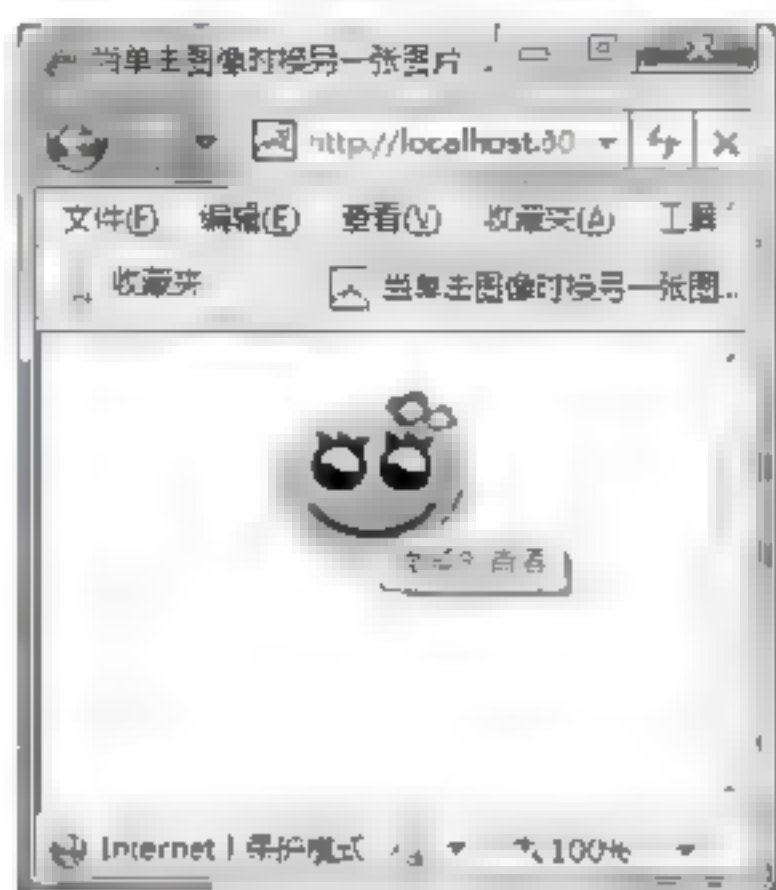 当单击图像时换另一张图片
http://localhost:80
文件(F) 编辑(E) 查看(V) 收藏夹(A) 工具
收藏夹 当单击图像时换另一张图...
查看
Internet | 保护模式 100%